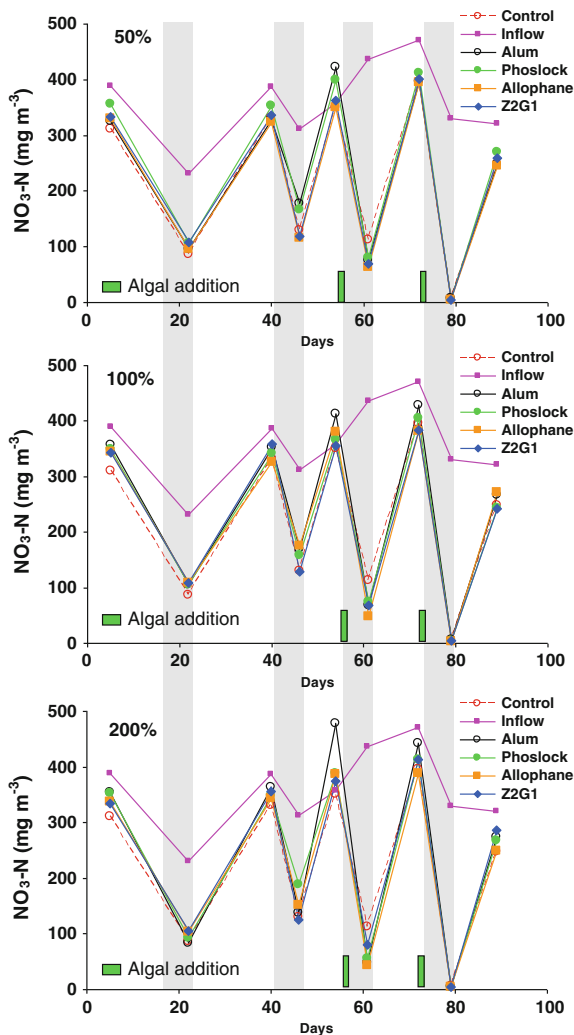 50%
Control
Inflow
Alum
Phoslock
Allophane
Z2G1
NO3-N (mg m-3)
500
400
300
200
100
0
Algal addition
0 20 40 60 80 100
Days
100%
Control
Inflow
Alum
Phoslock
Allophane
Z2G1
NO3-N (mg m-3)
500
400
300
200
100
0
Algal addition
0 20 40 60 80 100
Days
200%
Control
Inflow
Alum
Phoslock
Allophane
Z2G1
NO3-N (mg m-3)
500
400
300
200
100
0
Algal addition
0 20 40 60 80 100
Days